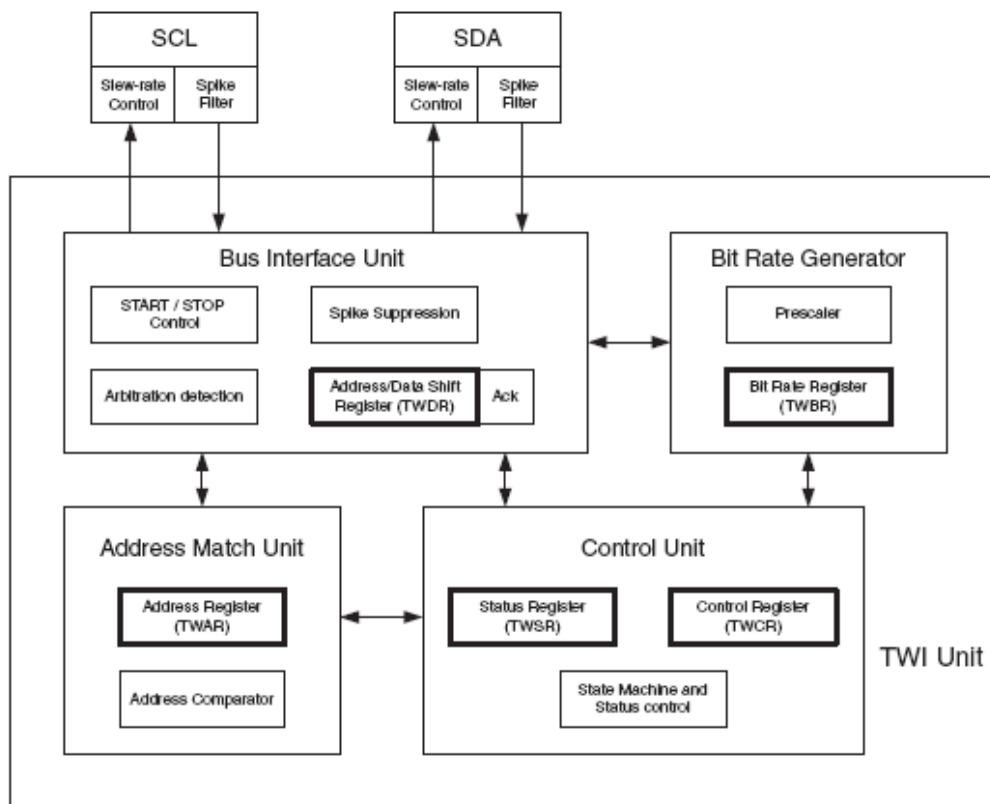 SCL
SDA
Slew-rate
Control
Spike
Filter
Slew-rate
Control
Spike
Filter
Bus Interface Unit
START / STOP
Control
Spike Suppression
Arbitration detection
Address/Data Shift
Register (TWDR)
Ack
Bit Rate Generator
Prescaler
Bit Rate Register
(TWBR)
Address Match Unit
Address Register
(TWAR)
Address Comparator
Control Unit
Status Register
(TWSR)
Control Register
(TWCR)
State Machine and
Status control
TWI Unit